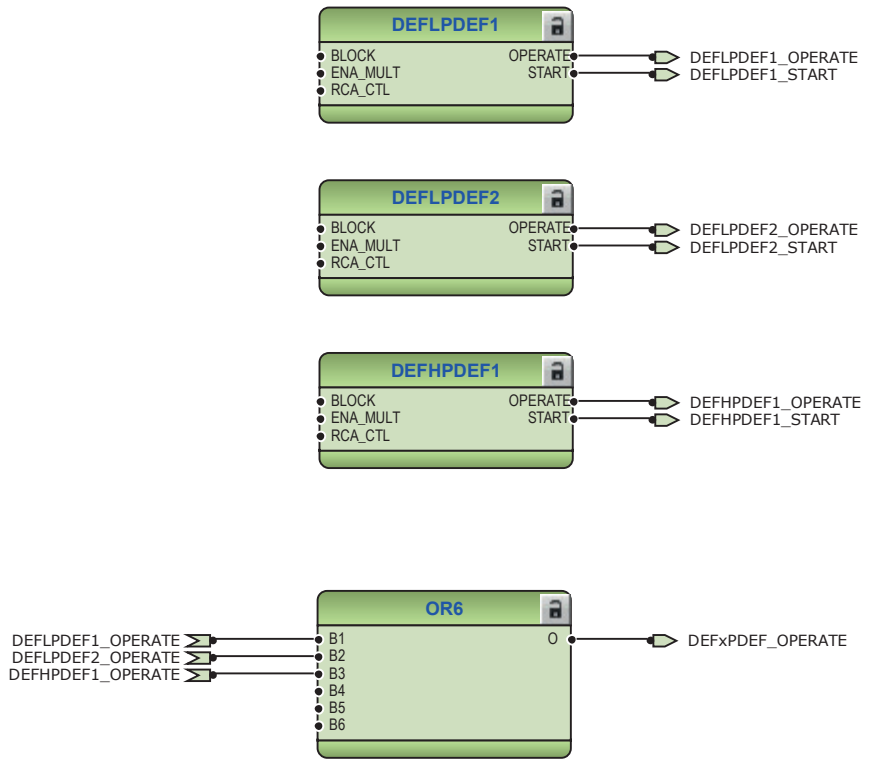 DEFLPDEF1
BLOCK OPERATE DEFLPDEF1_OPERATE
ENA_MULT START DEFLPDEF1_START
RCA_CTL
DEFLPDEF2
BLOCK OPERATE DEFLPDEF2_OPERATE
ENA_MULT START DEFLPDEF2_START
RCA_CTL
DEFHPDEF1
BLOCK OPERATE DEFHPDEF1_OPERATE
ENA_MULT START DEFHPDEF1_START
RCA_CTL
OR6
DEFLPDEF1_OPERATE B1 O DEFxPDEF_OPERATE
DEFLPDEF2_OPERATE B2
DEFHPDEF1_OPERATE B3
B4
B5
B6